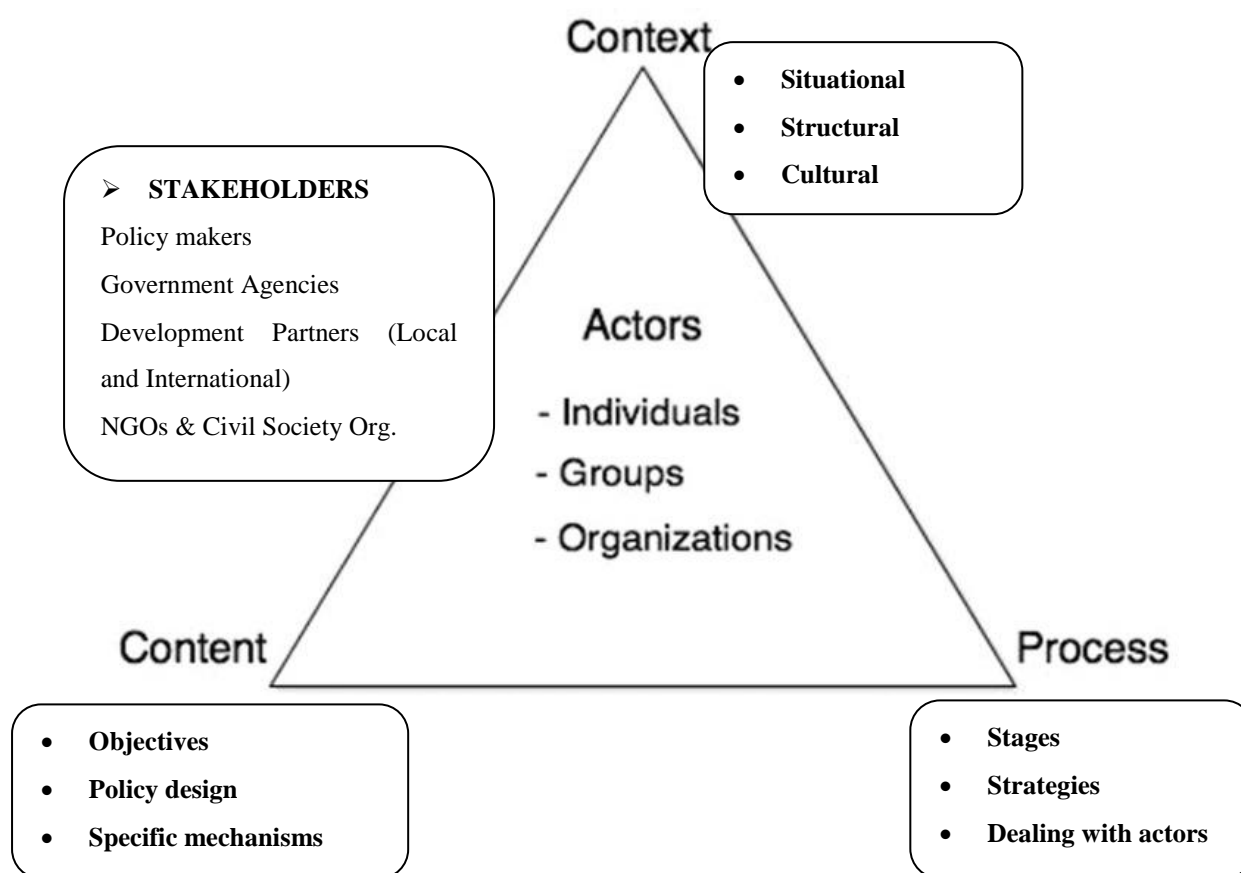 Context
• Situational
• Structural
• Cultural
➢ STAKEHOLDERS
Policy makers
Government Agencies
Development Partners (Local
and International)
NGOs & Civil Society Org.
Actors
- Individuals
- Groups
- Organizations
Content
Process
• Objectives
• Policy design
• Specific mechanisms
• Stages
• Strategies
• Dealing with actors